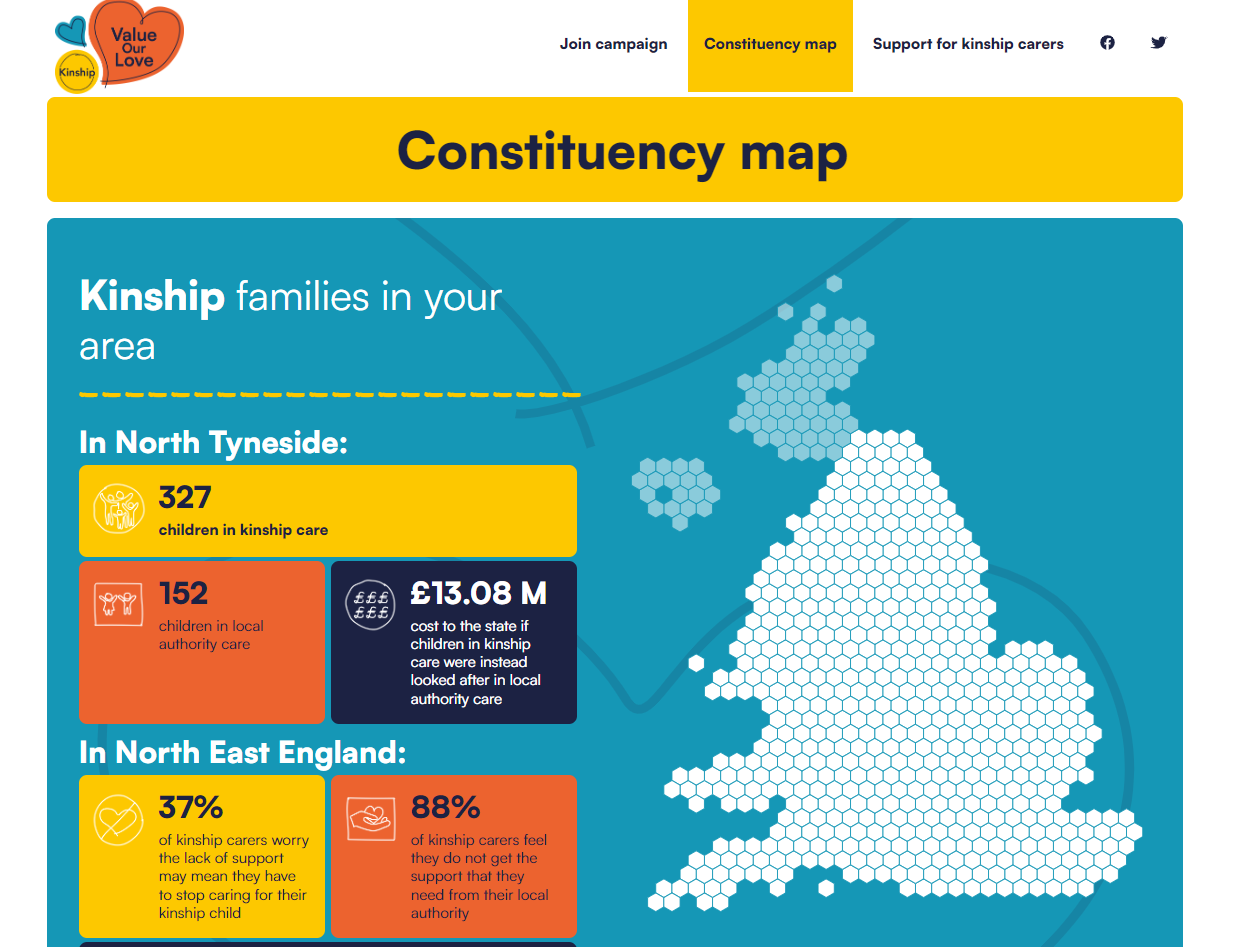 Value
Our
Love
Kinship
Join campaign
Constituency map
Support for kinship carers
Constituency map
Kinship families in your
area
In North Tyneside:
327
children in kinship care
152
children in local
authority care
£££
£££
£13.08 M
cost to the state if
children in kinship
care were instead
looked after in local
authority care
In North East England:
37%
of kinship carers worry
the lack of support
may mean they have
to stop caring for their
kinship child
88%
of kinship carers feel
they do not get the
support that they
need from their local
authority